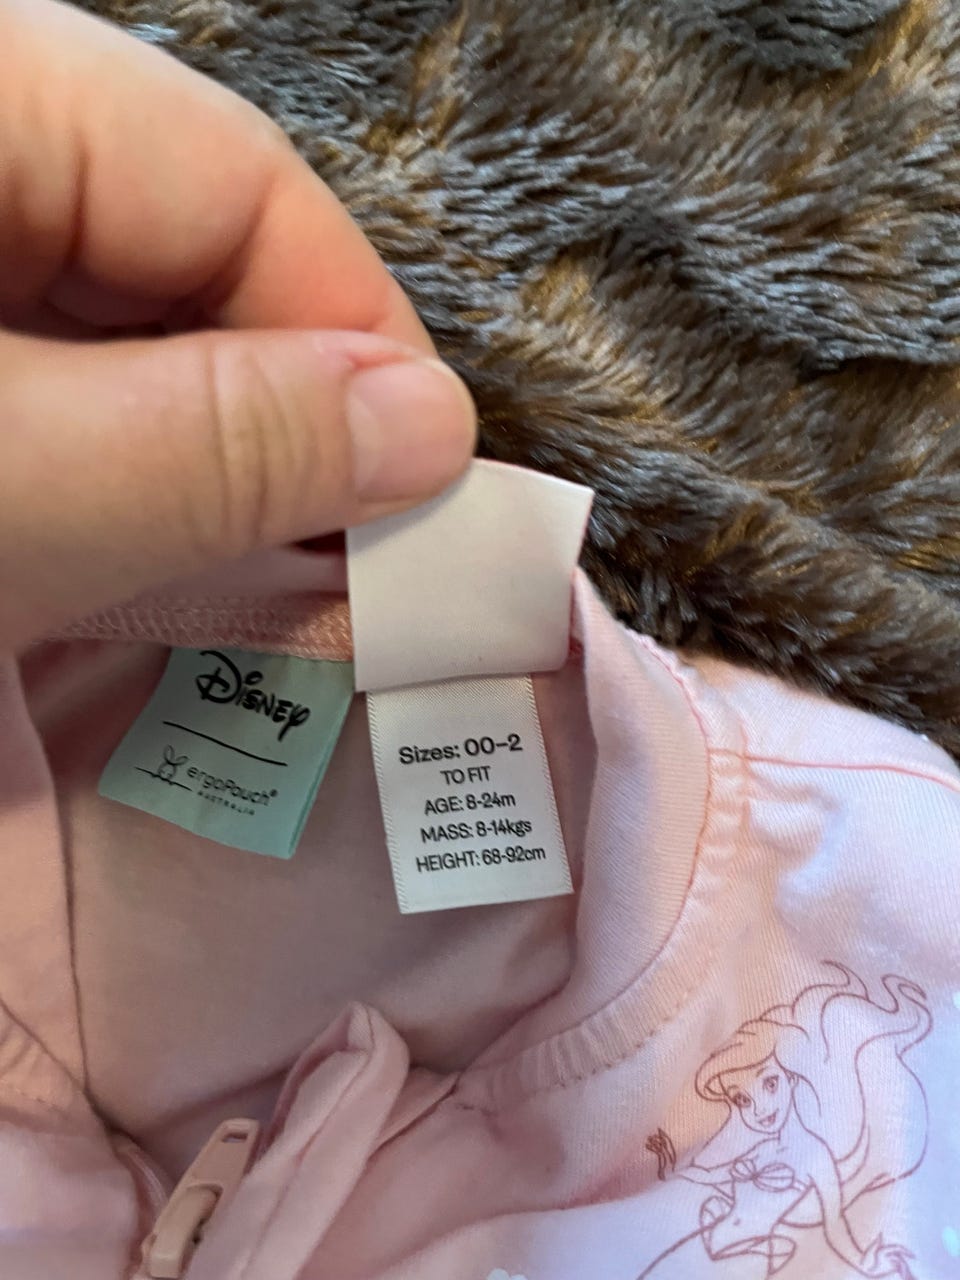 Disney
ergoPouch®
AUSTRALIA
Sizes: 00-2
TO FIT
AGE: 8-24m
MASS: 8-14kgs
HEIGHT: 68-92cm